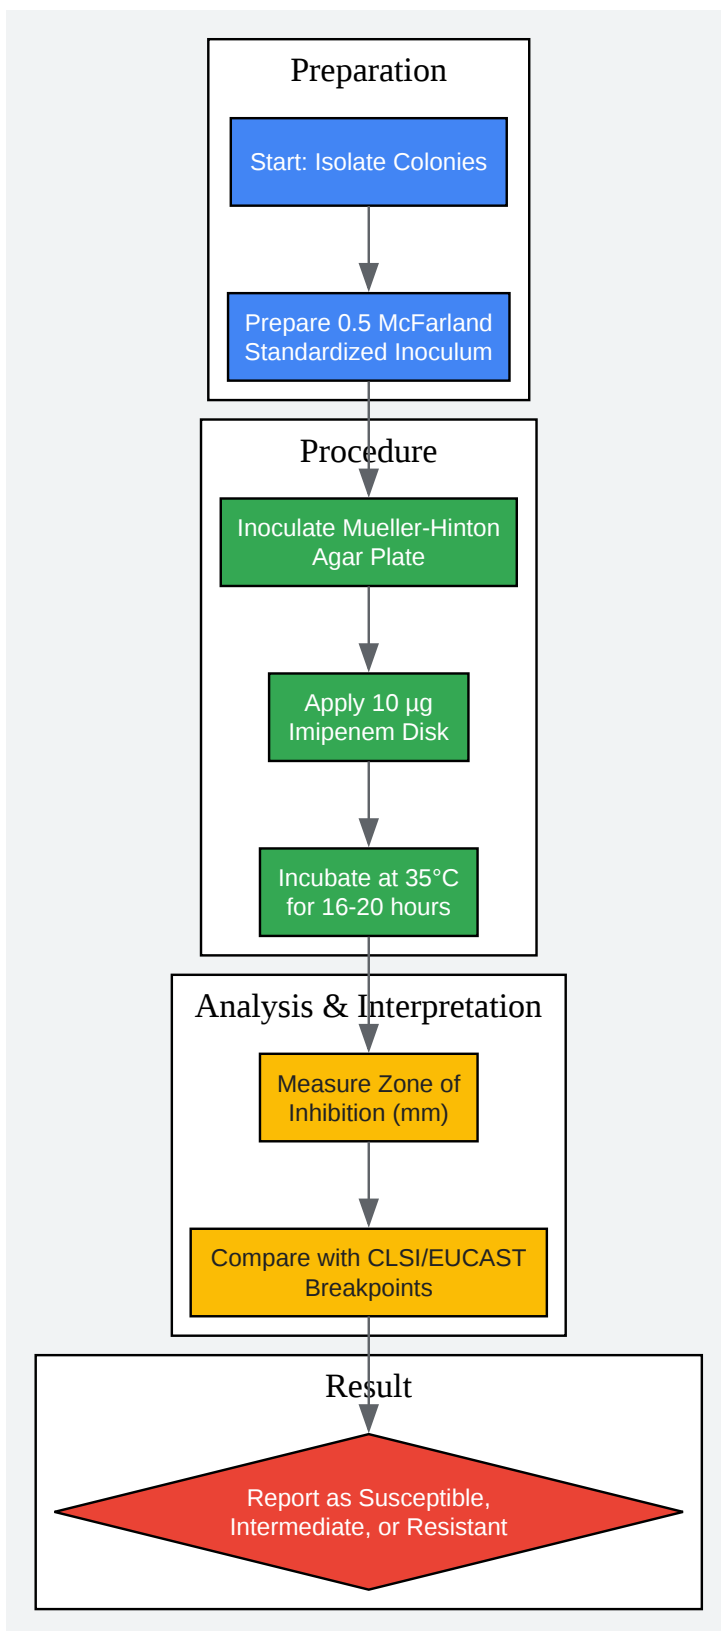 Preparation
Start: Isolate Colonies
Prepare 0.5 McFarland
Standardized Inoculum
Procedure
Inoculate Mueller-Hinton
Agar Plate
Apply 10 µg
Imipenem Disk
Incubate at 35°C
for 16-20 hours
Analysis & Interpretation
Measure Zone of
Inhibition (mm)
Compare with CLSI/EUCAST
Breakpoints
Result
Report as Susceptible,
Intermediate, or Resistant